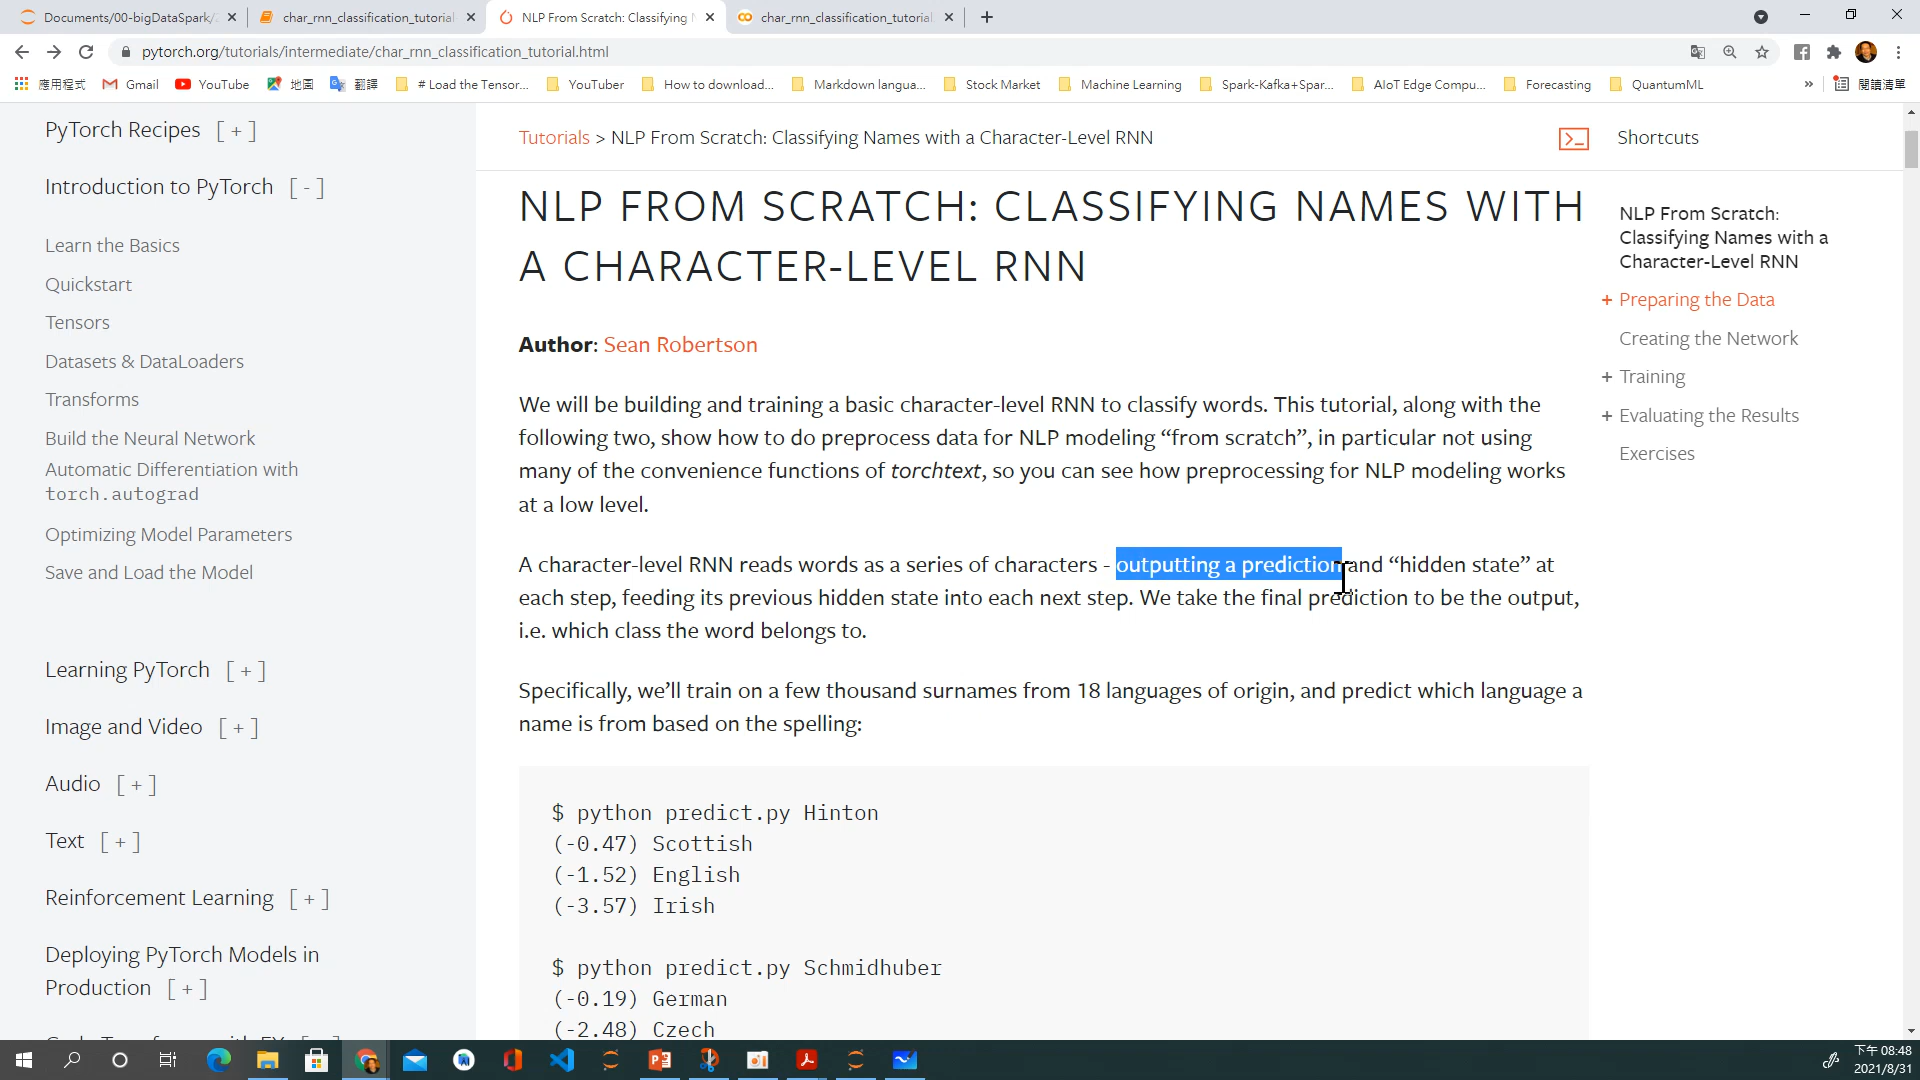 Documents/00-bigDataSpark/
char_rnn_classification_tutorial
NLP From Scratch: Classifying
char_rnn_classification_tutorial
pytorch.org/tutorials/intermediate/char_rnn_classification_tutorial.html
應用程式
Gmail
YouTube
地圖
翻譯
# Load the Tensor...
YouTuber
How to download...
Markdown langua...
Stock Market
Machine Learning
Spark-Kafka+Spar...
AIoT Edge Compu...
Forecasting
QuantumML
»
閱讀清單
PyTorch Recipes [ + ]
Introduction to PyTorch [ - ]
Learn the Basics
Quickstart
Tensors
Datasets & DataLoaders
Transforms
Build the Neural Network
Automatic Differentiation with
torch.autograd
Optimizing Model Parameters
Save and Load the Model
Learning PyTorch [ + ]
Image and Video [ + ]
Audio [ + ]
Text [ + ]
Reinforcement Learning [ + ]
Deploying PyTorch Models in
Production [ + ]
Tutorials > NLP From Scratch: Classifying Names with a Character-Level RNN
NLP FROM SCRATCH: CLASSIFYING NAMES WITH
A CHARACTER-LEVEL RNN
Author: Sean Robertson
We will be building and training a basic character-level RNN to classify words. This tutorial, along with the
following two, show how to do preprocess data for NLP modeling “from scratch”, in particular not using
many of the convenience functions of torchtext, so you can see how preprocessing for NLP modeling works
at a low level.
A character-level RNN reads words as a series of characters - outputting a prediction and “hidden state” at
each step, feeding its previous hidden state into each next step. We take the final prediction to be the output,
i.e. which class the word belongs to.
Specifically, we’ll train on a few thousand surnames from 18 languages of origin, and predict which language a
name is from based on the spelling:
$ python predict.py Hinton
(-0.47) Scottish
(-1.52) English
(-3.57) Irish
$ python predict.py Schmidhuber
(-0.19) German
(-2.48) Czech
Shortcuts
NLP From Scratch:
Classifying Names with a
Character-Level RNN
+ Preparing the Data
Creating the Network
+ Training
+ Evaluating the Results
Exercises
下午 08:48
2021/8/31